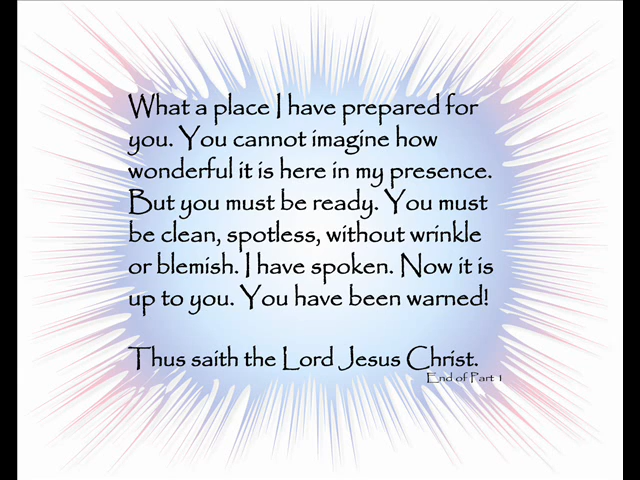 What a place I have prepared for
you. You cannot imagine how
wonderful it is here in my presence.
But you must be ready. You must
be clean, spotless, without wrinkle
or blemish. I have spoken. Now it is
up to you. You have been warned!
Thus saith the Lord Jesus Christ.
End of Part 1